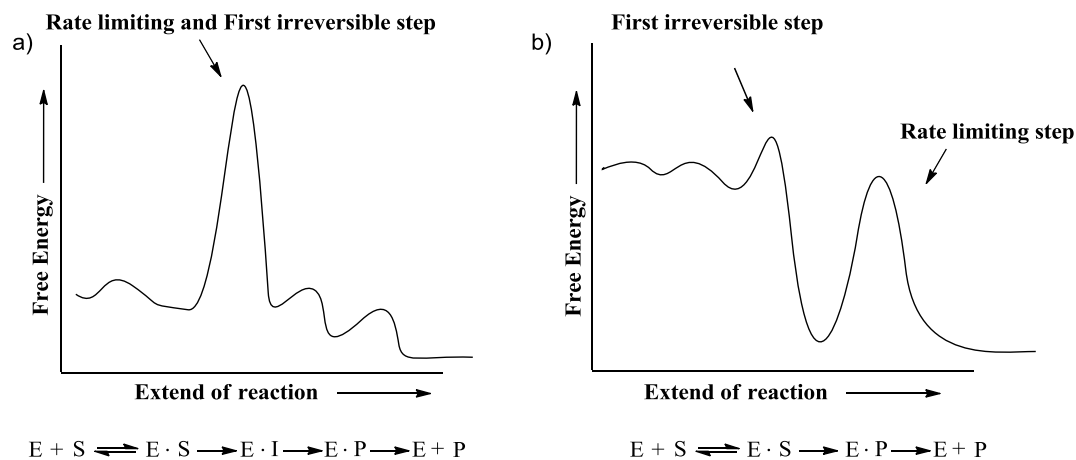 Rate limiting and First irreversible step
a)
Free Energy
Extend of reaction
E + S ⇌ E · S → E · I → E · P → E + P
First irreversible step
b)
Rate limiting step
Free Energy
Extend of reaction
E + S ⇌ E · S → E · P → E + P